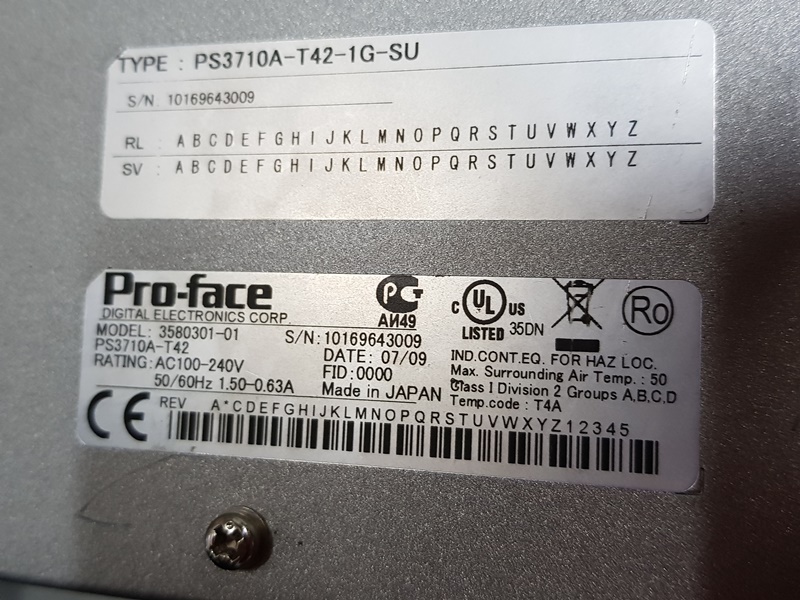 TYPE : PS3710A-T42-1G-SU
S/N 10169643009
RL : A B C D E F G H I J K L M N O P Q R S T U V W X Y Z
SV : A B C D E F G H I J K L M N O P Q R S T U V W X Y Z
Pro-face
DIGITAL ELECTRONICS CORP.
MODEL: 3580301-01
PS3710A-T42
RATING: AC100-240V
50/60Hz 1.50-0.63A
S/N: 10169643009
DATE: 07/09
FID: 0000
Made in JAPAN
РСТ
АИ49
C UL US
LISTED 35DN
Ro
IND.CONT.EQ. FOR HAZ LOC.
Max. Surrounding Air Temp.: 50
Class I Division 2 Groups A,B,C,D
Temp.code : T4A
CE
REV A*CDEFGHIJKLMNOPQRSTUVWXYZ12345